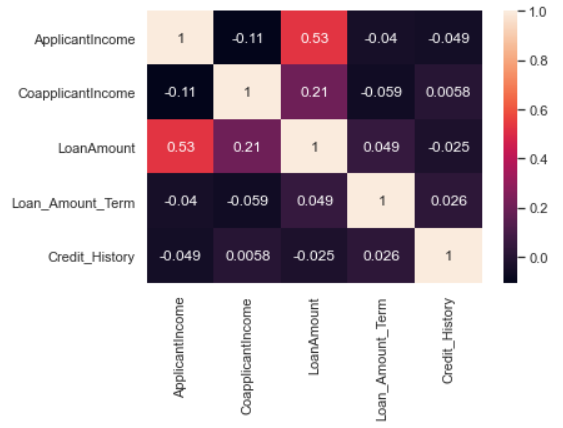 ApplicantIncome 1 -0.11 0.53 -0.04 -0.049
CoapplicantIncome -0.11 1 0.21 -0.059 0.0058
LoanAmount 0.53 0.21 1 0.049 -0.025
Loan_Amount_Term -0.04 -0.059 0.049 1 0.026
Credit_History -0.049 0.0058 -0.025 0.026 1
ApplicantIncome
CoapplicantIncome
LoanAmount
Loan_Amount_Term
Credit_History
1.0
0.8
0.6
0.4
0.2
0.0